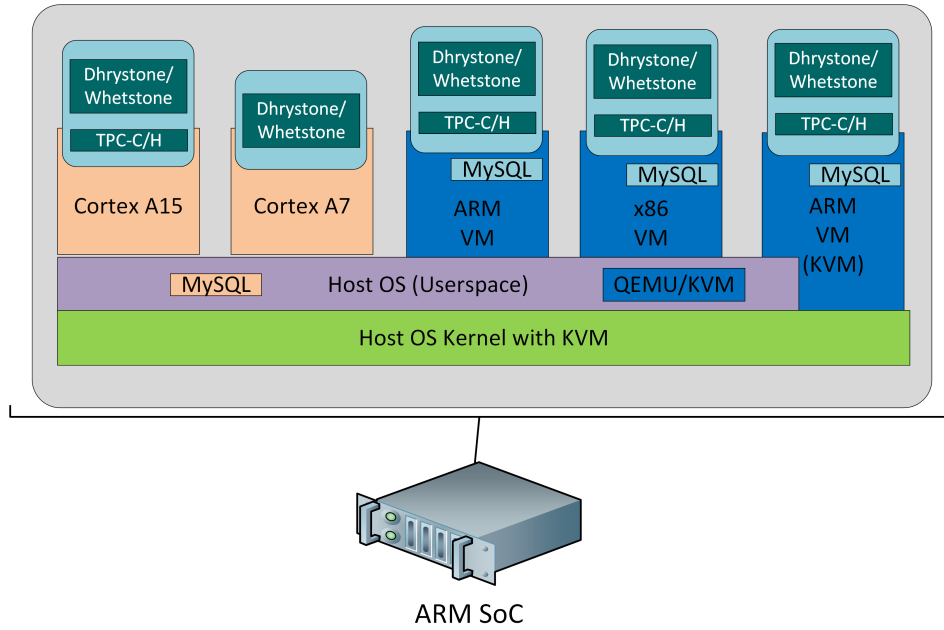 Dhrystone/
Whetstone
TPC-C/H
Cortex A15
Dhrystone/
Whetstone
Cortex A7
Dhrystone/
Whetstone
TPC-C/H
MySQL
ARM
VM
Dhrystone/
Whetstone
TPC-C/H
MySQL
x86
VM
Dhrystone/
Whetstone
TPC-C/H
MySQL
ARM
VM
(KVM)
MySQL
Host OS (Userspace)
QEMU/KVM
Host OS Kernel with KVM
ARM SoC